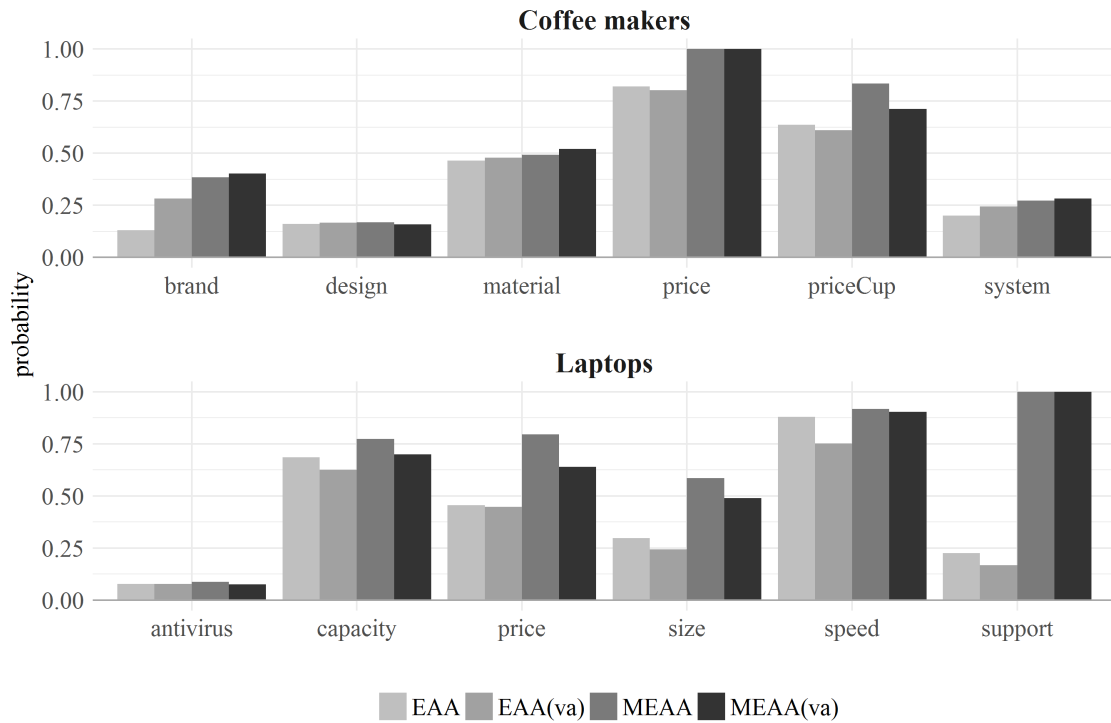 Coffee makers
1.00
0.75
0.50
0.25
0.00
brand design material price priceCup system
probability
Laptops
1.00
0.75
0.50
0.25
0.00
antivirus capacity price size speed support
EAA EAA(va) MEAA MEAA(va)